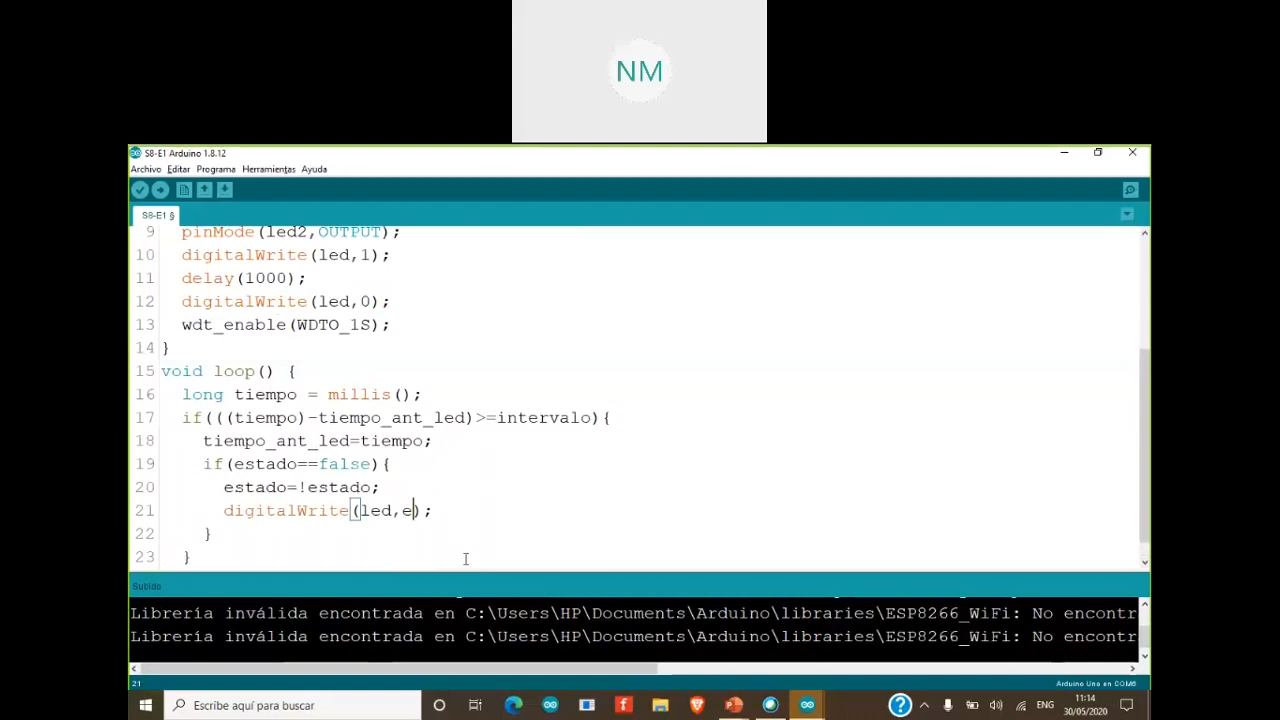 NM
S8-E1 Arduino 1.8.12
Archivo Editar Programa Herramientas Ayuda
S8-E1 §
9 pinMode(led2,OUTPUT);
10 digitalWrite(led,1);
11 delay(1000);
12 digitalWrite(led,0);
13 wdt_enable(WDTO_1S);
14 }
15 void loop() {
16 long tiempo = millis();
17 if(((tiempo)-tiempo_ant_led)>=intervalo){
18 tiempo_ant_led=tiempo;
19 if(estado==false){
20 estado=!estado;
21 digitalWrite(led,e);
22 }
23 }
Subido
Librería inválida encontrada en C:\Users\HP\Documents\Arduino\libraries\ESP8266_WiFi: No encontr
Librería inválida encontrada en C:\Users\HP\Documents\Arduino\libraries\ESP8266_WiFi: No encontr
21 Arduino Uno en COM6
Escribe aquí para buscar
ENG
11:14
30/05/2020